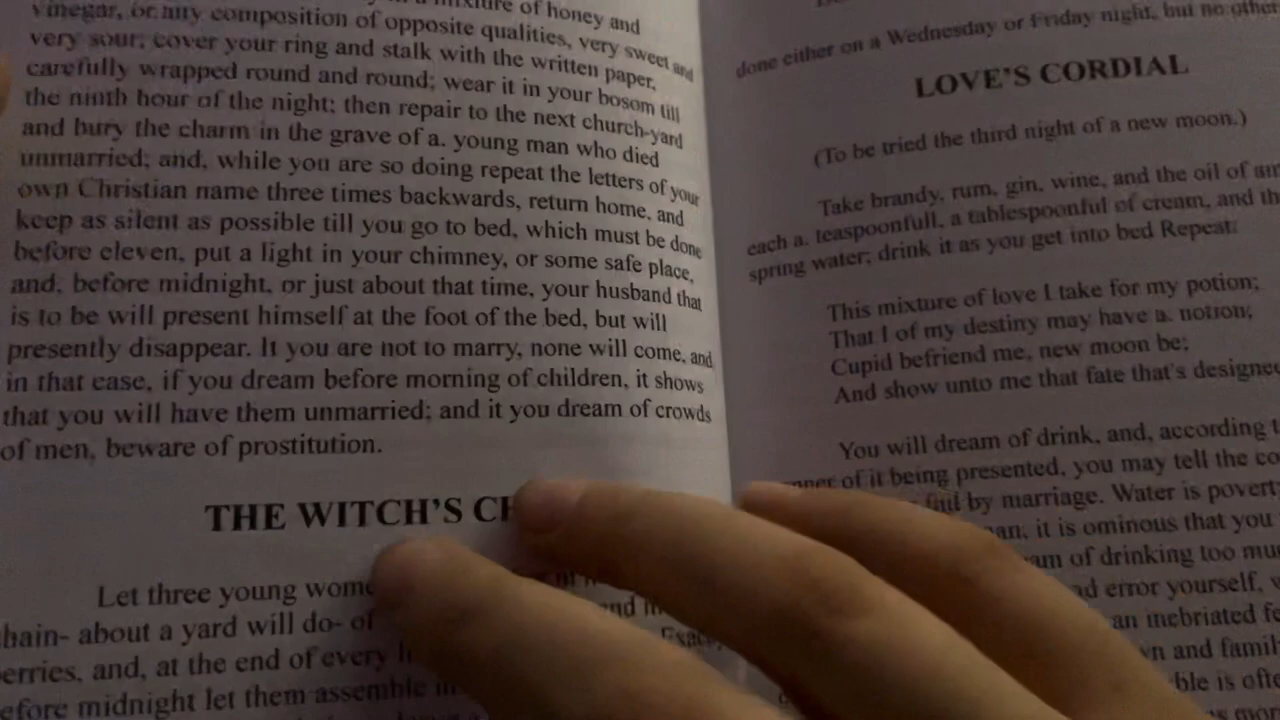 mixture of honey and
vinegar, or any composition of opposite qualities, very sweet and
very sour; cover your ring and stalk with the written paper,
carefully wrapped round and round; wear it in your bosom till
the ninth hour of the night: then repair to the next church-yard
and bury the charm in the grave of a. young man who died
unmarried; and, while you are so doing repeat the letters of your
own Christian name three times backwards, return home, and
keep as silent as possible till you go to bed, which must be done
before eleven, put a light in your chimney, or some safe place,
and, before midnight, or just about that time, your husband that
is to be will present himself at the foot of the bed, but will
presently disappear. It you are not to marry, none will come, and
in that case, if you dream before morning of children, it shows
that you will have them unmarried; and it you dream of crowds
of men, beware of prostitution.
THE WITCH'S
Let three young
about a yard will do- of
and, at the end of every
midnight let them assemble
done either on a Wednesday or Friday night, but no other
LOVE'S CORDIAL
(To be tried the third night of a new moon.)
Take brandy, rum, gin, wine, and the oil of
each a. teaspoonfull, a tablespoonful of cream, and
spring water; drink it as you get into bed Repeat:
This mixture of love I take for my potion;
That I of my destiny may have a. notion;
Cupid befriend me, new moon be;
And show unto me that fate that's designed
You will dream of drink, and, according
of it being presented, you may tell the
by marriage. Water is
it is ominous that you
of drinking too
error yourself,
an inebriated
and
is